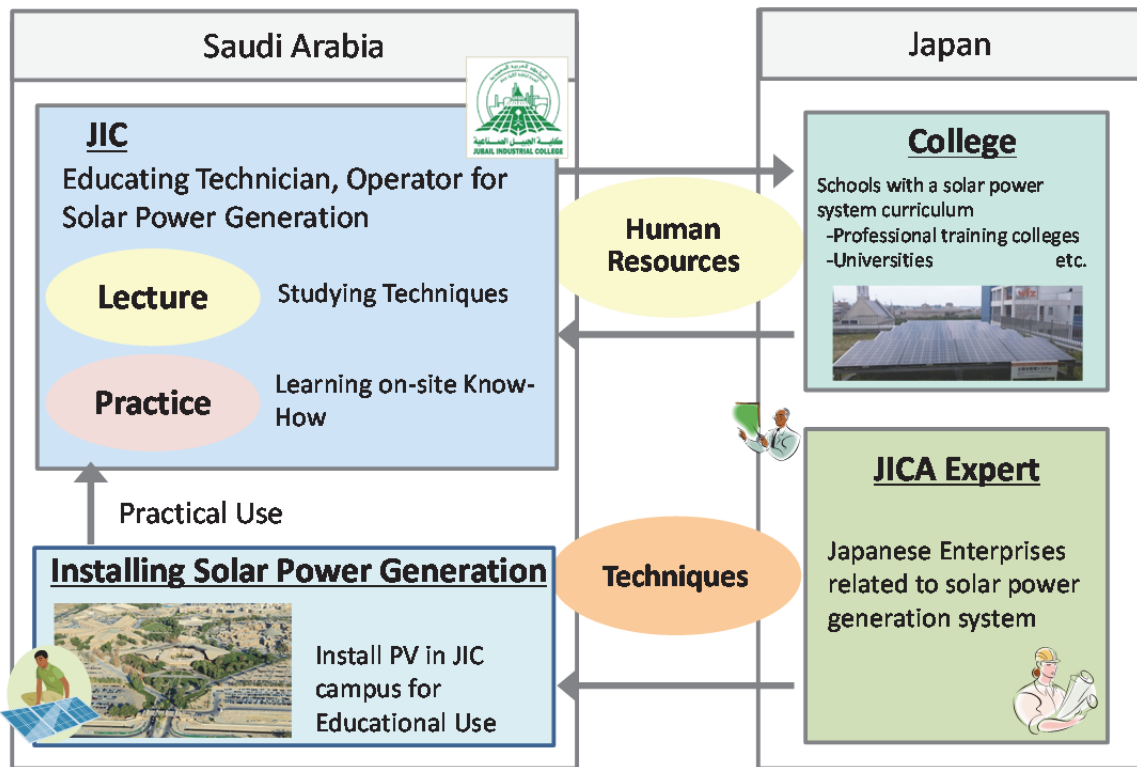 Saudi Arabia
JIC
Educating Technician, Operator for
Solar Power Generation
Lecture
Studying Techniques
Practice
Learning on-site Know-
How
كلية الجبيل الصناعية
JUBAIL INDUSTRIAL COLLEGE
Practical Use
Installing Solar Power Generation
Install PV in JIC
campus for
Educational Use
Human
Resources
Techniques
Japan
College
Schools with a solar power
system curriculum
-Professional training colleges
-Universities etc.
JICA Expert
Japanese Enterprises
related to solar power
generation system